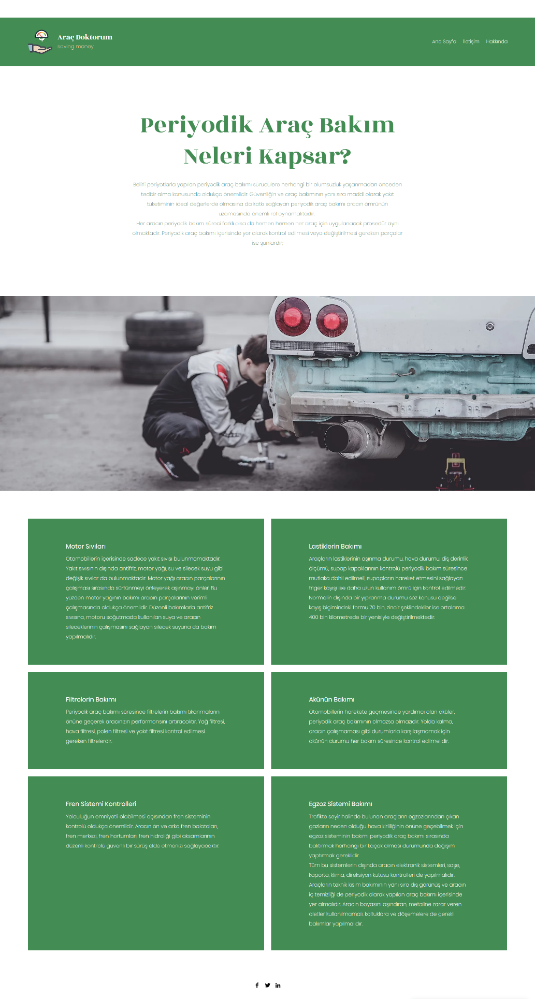 Araç Doktorum
saving money
Ana Sayfa İletişim Hakkında
Periyodik Araç Bakım
Neleri Kapsar?
Belirli periyotlarla yapılan periyodik araç bakımı sürücülere herhangi bir olumsuzluk yaşanmadan önceden
tedbir alma konusunda oldukça önemlidir. Güvenliğin ve araç bakımının yanı sıra maddi olarak yakıt
tüketiminin ideal değerlerde olmasına da katkı sağlayan periyodik araç bakımı aracın ömrünün
uzamasında önemli rol oynamaktadır.
Her aracın periyodik bakım süreci farklı olsa da hemen hemen her araç için uygulanacak prosedür aynı
olmaktadır. Periyodik araç bakımı içerisinde yer alarak kontrol edilmesi veya değiştirilmesi gereken parçalar
ise şunlardır;
Motor Sıvıları
Otomobillerin içerisinde sadece yakıt sıvısı bulunmamaktadır.
Yakıt sıvısının dışında antifriz, motor yağı, su ve silecek suyu gibi
değişik sıvılar da bulunmaktadır. Motor yağı aracın parçalarının
çalışması sırasında sürtünmeyi önleyerek aşınmayı önler. Bu
yüzden motor yağının bakımı aracın parçalarının verimli
çalışmasında oldukça önemlidir. Düzenli bakımlarla antifriz
sıvısına, motoru soğutmada kullanılan suya ve aracın
sileceklerinin çalışmasını sağlayan silecek suyuna da bakım
yapılmalıdır.
Lastiklerin Bakımı
Araçların lastiklerinin aşınma durumu, hava durumu, diş derinlik
ölçümü, supap kapaklarının kontrolü periyodik bakım süresince
mutlaka dahil edilmeli, supapların hareket etmesini sağlayan
triger kayışı ise daha uzun kullanım ömrü için kontrol edilmedir.
Normalin dışında bir yıpranma durumu söz konusu değilse
kayış biçimindeki formu 70 bin, zincir şeklindekiler ise ortalama
400 bin kilometrede bir yenisiyle değiştirilmektedir.
Filtrelerin Bakımı
Periyodik araç bakımı süresince filtrelerin bakımı tıkanmaların
önüne geçerek aracınızın performansını artıracaktır. Yağ filtresi,
hava filtresi, polen filtresi ve yakıt filtresi kontrol edilmesi
gereken filtrelerdir.
Akünün Bakımı
Otomobillerin harekete geçmesinde yardımcı olan aküler,
periyodik araç bakımının olmazsa olmazıdır. Yolda kalma,
aracın çalışmaması gibi durumlarla karşılaşmamak için
akünün durumu her bakım süresince kontrol edilmelidir.
Fren Sistemi Kontrolleri
Yolculuğun emniyetli olabilmesi açısından fren sisteminin
kontrolü oldukça önemlidir. Aracın ön ve arka fren balataları,
fren merkezi, fren hortumları, fren hidroliği gibi aksamlarının
düzenli kontrolü güvenli bir sürüş elde etmenizi sağlayacaktır.
Egzoz Sistemi Bakımı
Trafikte seyir halinde bulunan araçların egzozlarından çıkan
gazların neden olduğu hava kirliliğinin önüne geçebilmek için
egzoz sisteminin bakımı periyodik araç bakımı sırasında
baktırmak herhangi bir kaçak olması durumunda değişim
yaptırmak gereklidir.
Tüm bu sistemlerin dışında aracın elektronik sistemleri, saşe,
kaporta, klima, direksiyon kutusu kontrolleri de yapılmalıdır.
Araçların teknik kısım bakımının yanı sıra dış görünüş ve aracın
iç temizliği de periyodik olarak yapılan araç bakımı içerisinde
yer almalıdır. Aracın boyasını aşındıran, metaline zarar veren
aletler kullanılmamalı, koltuklara ve döşemelere de gerekli
bakımlar yapılmalıdır.